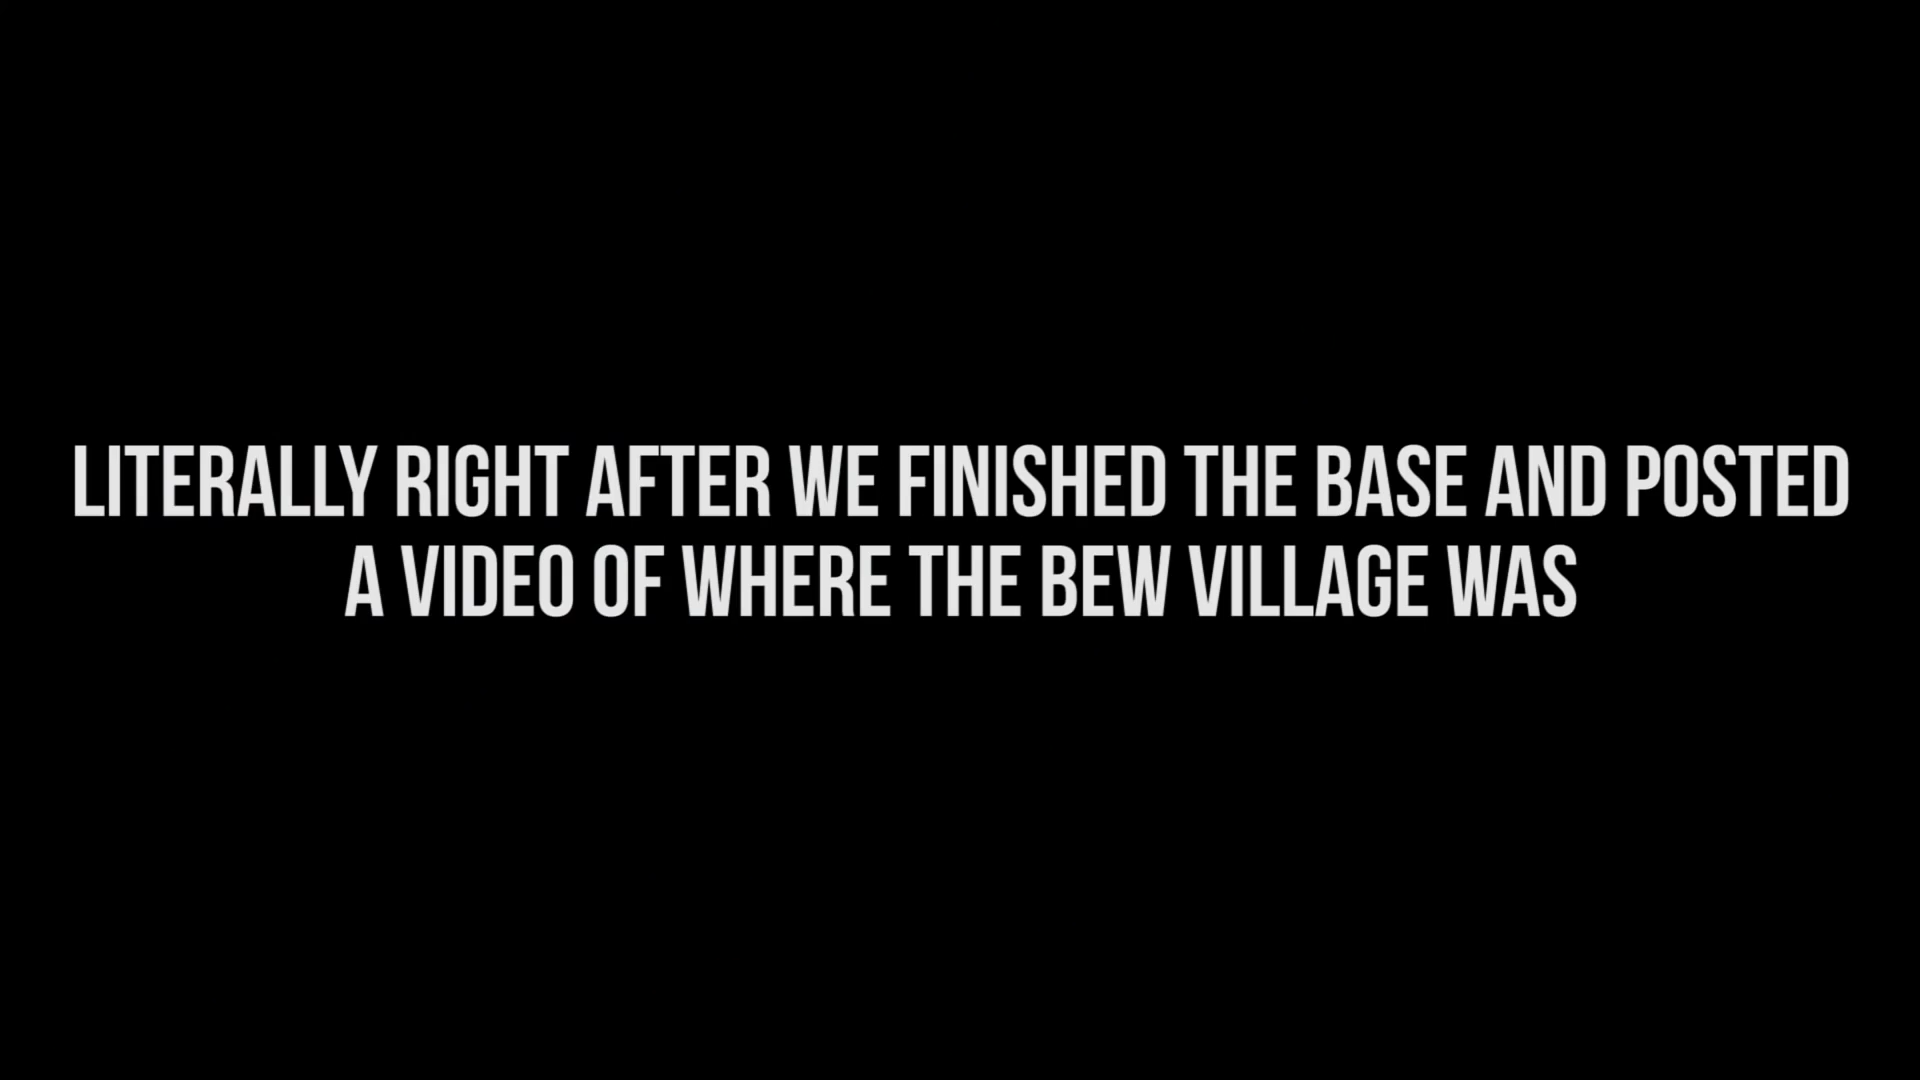 LITERALLY RIGHT AFTER WE FINISHED THE BASE AND POSTED
A VIDEO OF WHERE THE BEW VILLAGE WAS